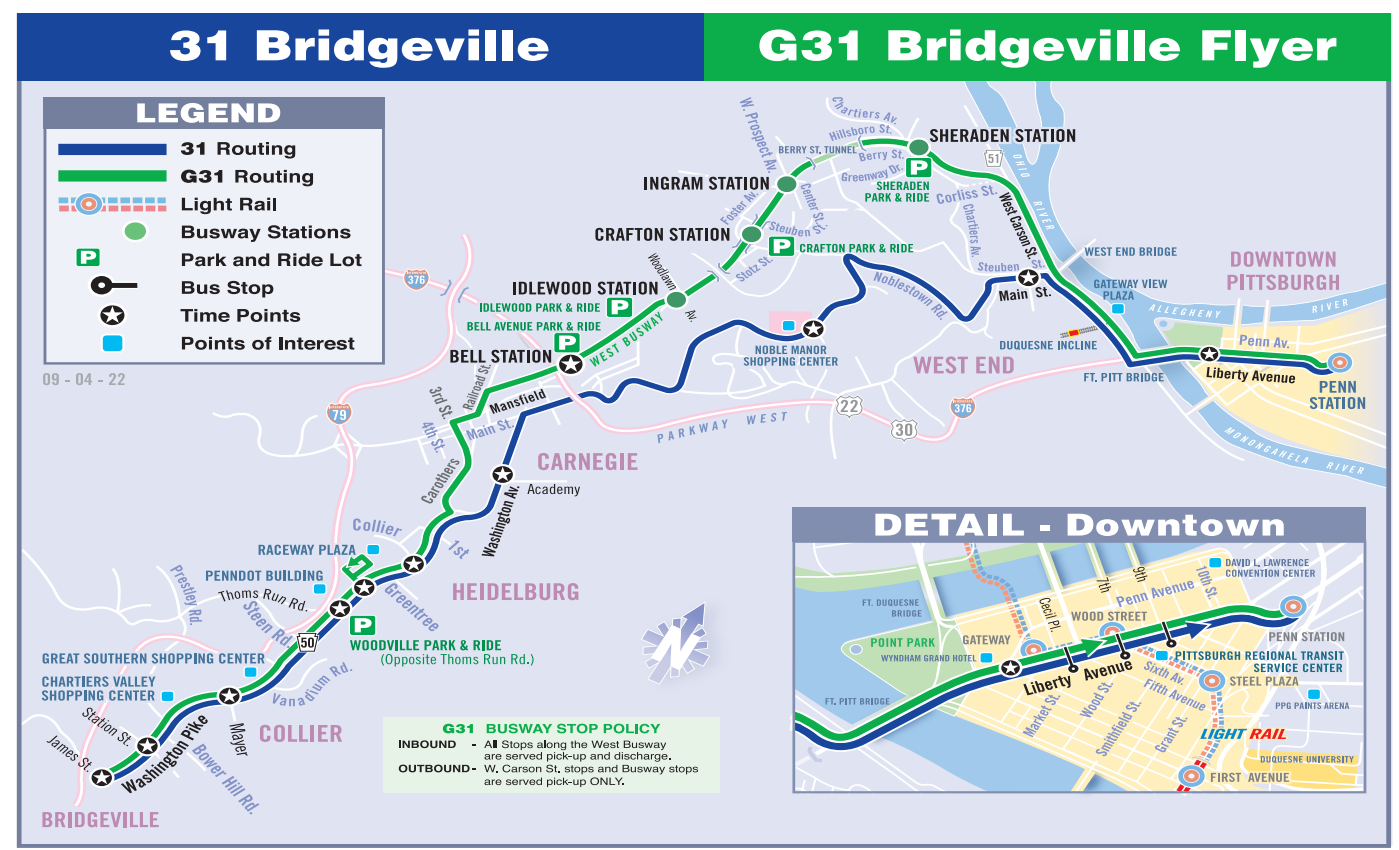 31 Bridgeville
G31 Bridgeville Flyer
LEGEND
31 Routing
G31 Routing
Light Rail
Busway Stations
P
Park and Ride Lot
Bus Stop
Time Points
Points of Interest
09 - 04 - 22
W. Prospect Av.
Chartiers Av.
Hillsboro St.
BERRY ST. TUNNEL
Berry St.
SHERADEN STATION
51
OHIO RIVER
INGRAM STATION
Greenway Dr.
P
SHERADEN
PARK & RIDE
Corliss St.
Foster Av.
Center St.
CRAFTON STATION
Steuben St.
P
CRAFTON PARK & RIDE
Chartiers Av.
West Carson St.
WEST END BRIDGE
DOWNTOWN
PITTSBURGH
Stotz St.
Woodlawn Av.
376
Steuben St.
Main St.
Noblestown Rd.
GATEWAY VIEW
PLAZA
ALLEGHENY RIVER
IDLEWOOD STATION
IDLEWOOD PARK & RIDE
P
BELL AVENUE PARK & RIDE
P
WEST BUSWAY
BELL STATION
NOBLE MANOR
SHOPPING CENTER
DUQUESNE INCLINE
WEST END
FT. PITT BRIDGE
Penn Av.
Liberty Avenue
PENN
STATION
Railroad St.
3rd St.
4th St.
Mansfield
Main St.
79
22
30
376
PARKWAY WEST
MONONGAHELA RIVER
CARNEGIE
Carothers
Academy
Washington Av.
Collier
1st
RACEWAY PLAZA
PENNDOT BUILDING
Thoms Run Rd.
Prestley Rd.
Steen Rd.
Greentree
HEIDELBURG
50
P
WOODVILLE PARK & RIDE
(Opposite Thoms Run Rd.)
N
GREAT SOUTHERN SHOPPING CENTER
CHARTIERS VALLEY
SHOPPING CENTER
Vanadium Rd.
Station St.
James St.
Washington Pike
Mayer
Bower Hill Rd.
COLLIER
BRIDGEVILLE
G31 BUSWAY STOP POLICY
INBOUND - All Stops along the West Busway
are served pick-up and discharge.
OUTBOUND - W. Carson St. stops and Busway stops
are served pick-up ONLY.
DETAIL - Downtown
DAVID L. LAWRENCE
CONVENTION CENTER
7th
9th
10th St.
Penn Avenue
Cecil Pl.
FT. DUQUESNE
BRIDGE
WOOD STREET
POINT PARK
GATEWAY
WYNDHAM GRAND HOTEL
PENN STATION
PITTSBURGH REGIONAL TRANSIT
SERVICE CENTER
Liberty Avenue
Sixth Av.
Fifth Avenue
STEEL PLAZA
FT. PITT BRIDGE
Market St.
Wood St.
Smithfield St.
Grant St.
PPG PAINTS ARENA
LIGHT RAIL
DUQUESNE UNIVERSITY
FIRST AVENUE